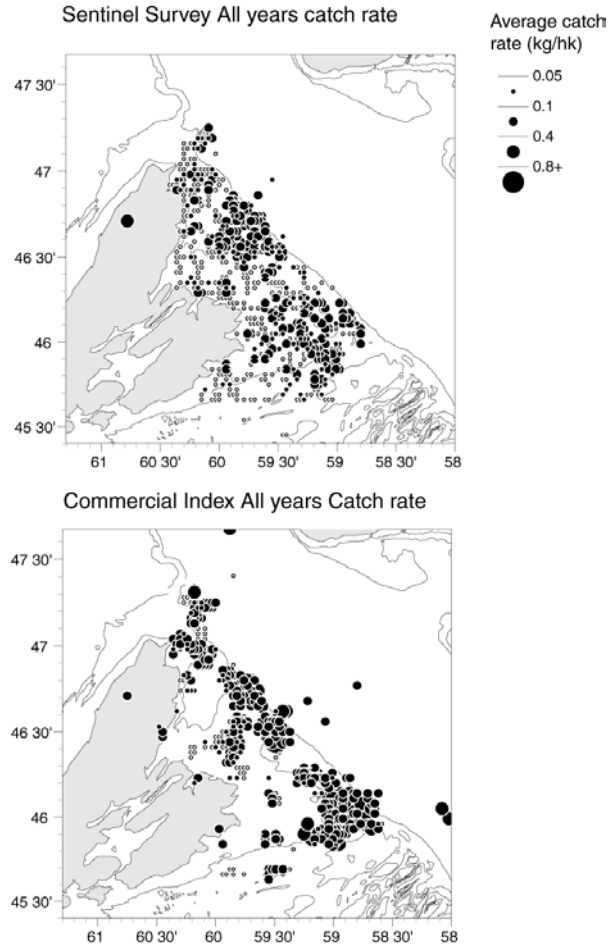 Sentinel Survey All years catch rate
Average catch
rate (kg/hk)
0.05
0.1
0.4
0.8+
47 30'
47
46 30'
46
45 30'
61 60 30' 60 59 30' 59 58 30' 58
Commercial Index All years Catch rate
47 30'
47
46 30'
46
45 30'
61 60 30' 60 59 30' 59 58 30' 58